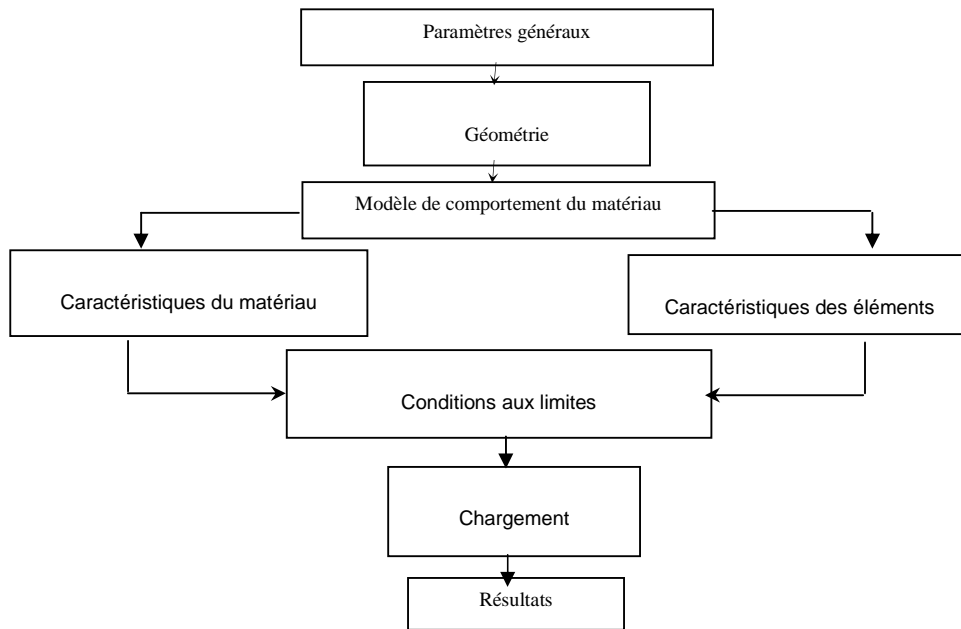 Paramètres généraux
Géométrie
Modèle de comportement du matériau
Caractéristiques du matériau
Caractéristiques des éléments
Conditions aux limites
Chargement
Résultats